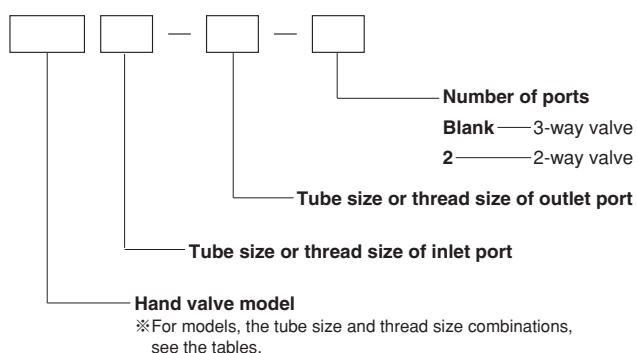 Number of ports
Blank 3-way valve
2 2-way valve
Tube size or thread size of outlet port
Tube size or thread size of inlet port
Hand valve model
※For models, the tube size and thread size combinations,
see the tables.